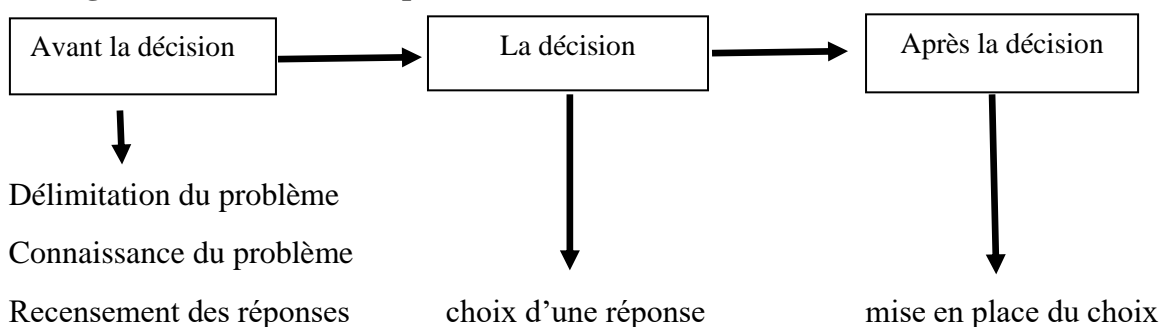 Avant la décision
La décision
Après la décision
Délimitation du problème
Connaissance du problème
Recensement des réponses
choix d’une réponse
mise en place du choix